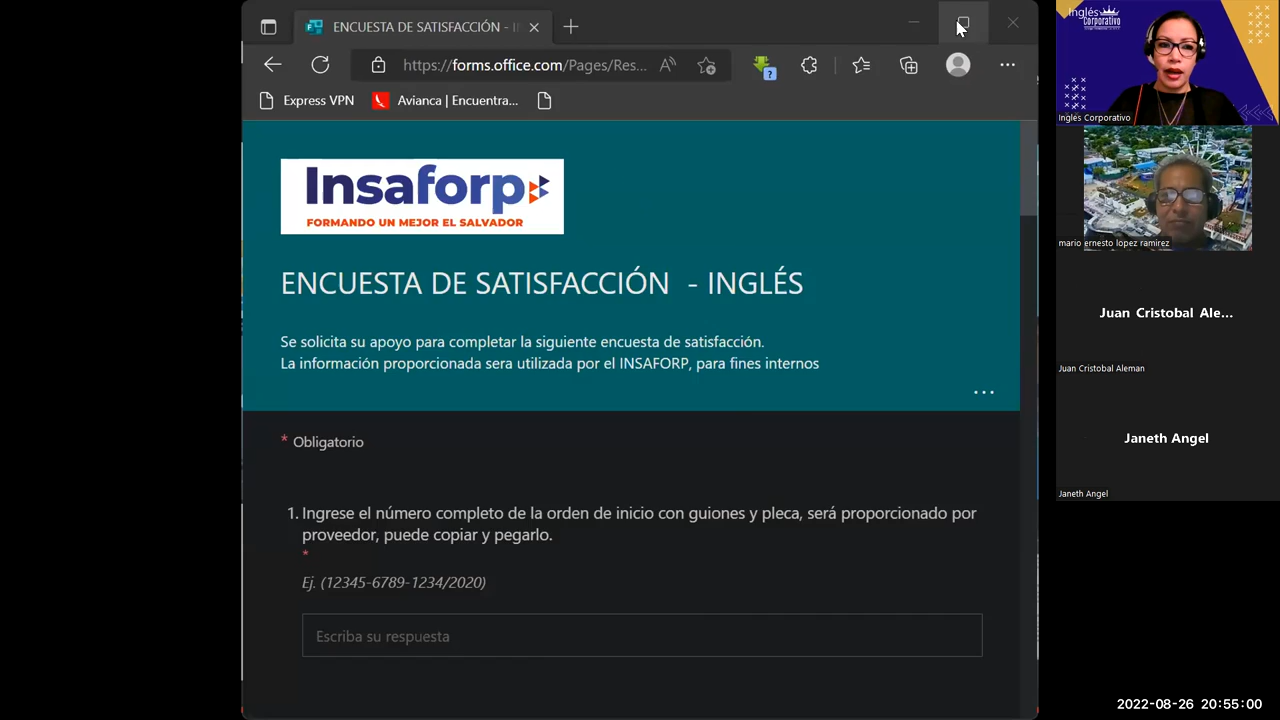 ENCUESTA DE SATISFACCIÓN - I
https://forms.office.com/Pages/Res...
Express VPN
Avianca | Encuentra...
Insaforp
FORMANDO UN MEJOR EL SALVADOR
ENCUESTA DE SATISFACCIÓN - INGLÉS
Se solicita su apoyo para completar la siguiente encuesta de satisfacción.
La información proporcionada sera utilizada por el INSAFORP, para fines internos
...
* Obligatorio
1. Ingrese el número completo de la orden de inicio con guiones y pleca, será proporcionado por
proveedor, puede copiar y pegarlo.
*
Ej. (12345-6789-1234/2020)
Escriba su respuesta
Inglés
Corporativo
Inglés Corporativo
mario ernesto lopez ramirez
Juan Cristobal Ale...
Juan Cristobal Aleman
Janeth Angel
Janeth Angel
2022-08-26 20:55:00